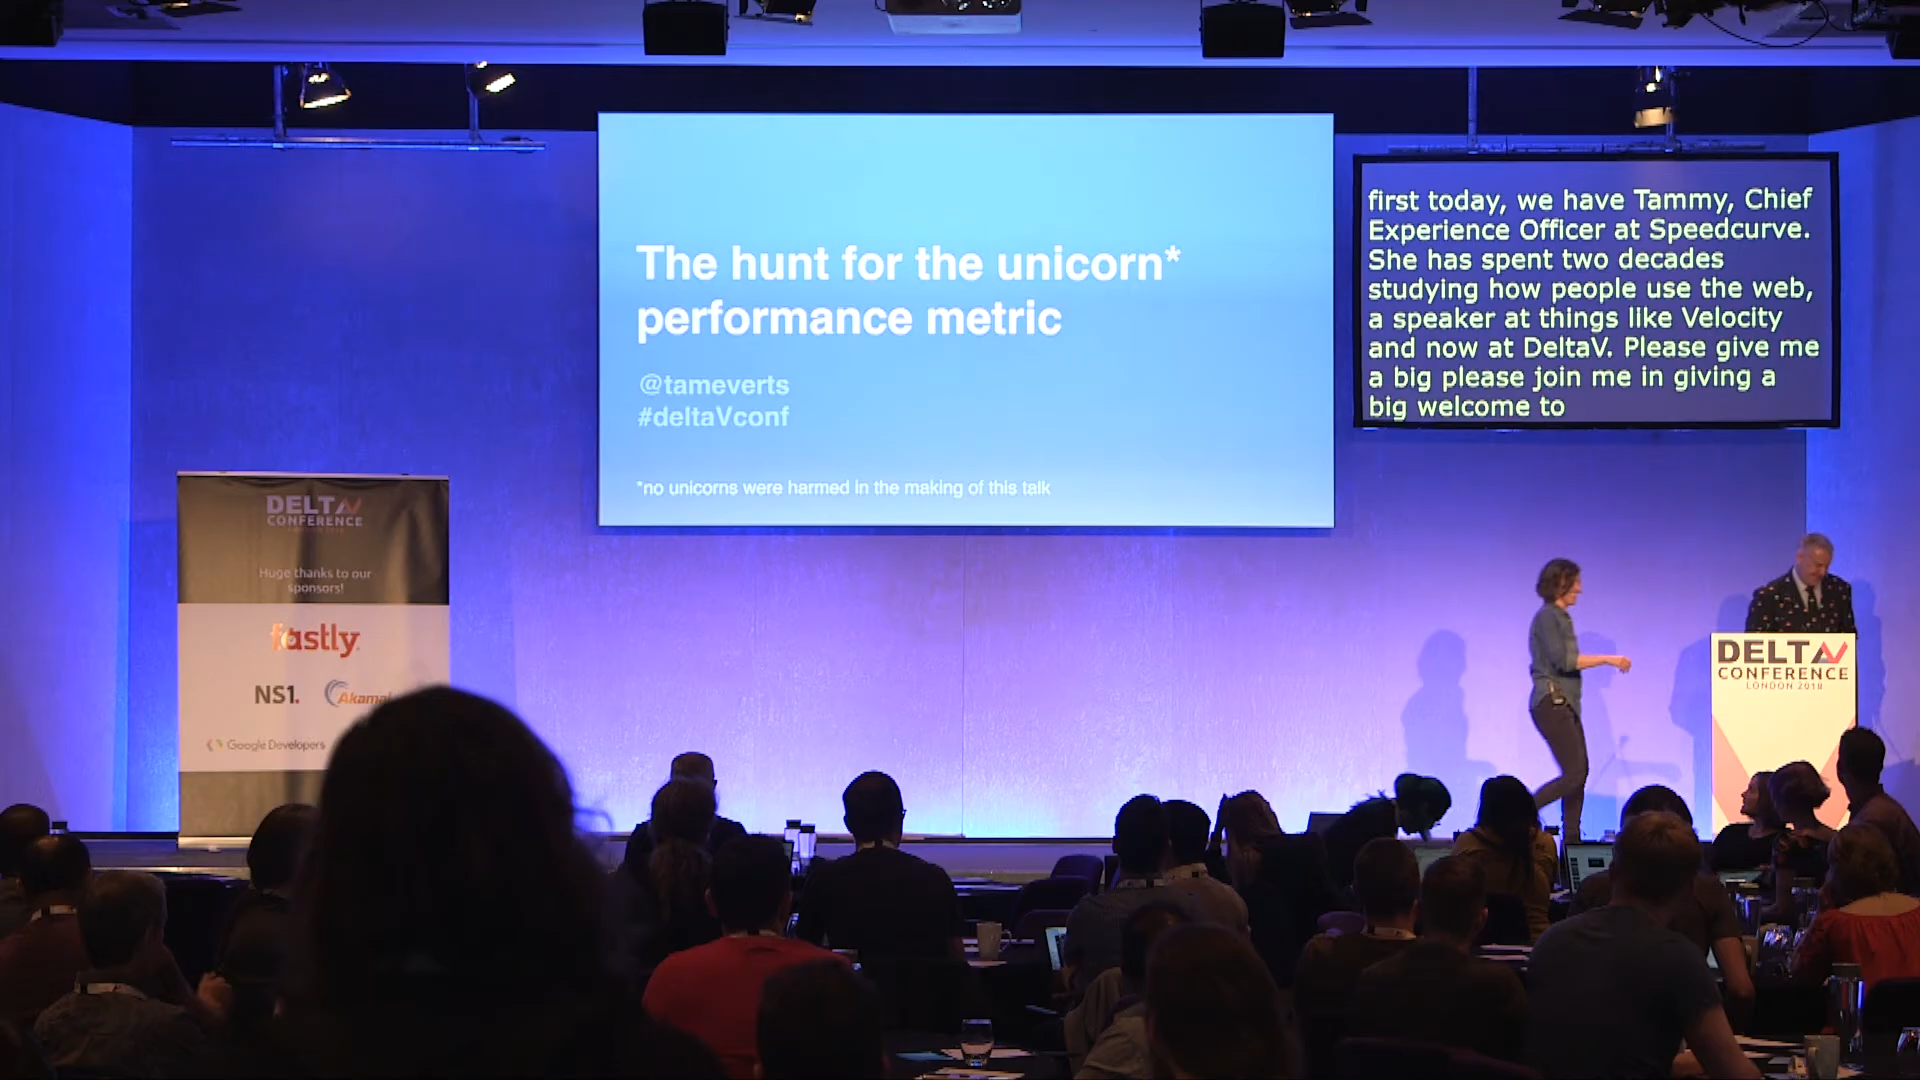 The hunt for the unicorn*
performance metric
@tameverts
#deltaVconf
*no unicorns were harmed in the making of this talk
first today, we have Tammy, Chief
Experience Officer at Speedcurve.
She has spent two decades
studying how people use the web,
a speaker at things like Velocity
and now at DeltaV. Please give me
a big please join me in giving a
big welcome to
DELTAV
CONFERENCE
Huge thanks to our
sponsors!
fastly
NS1.
Akamai
Google Developers
DELTAV
CONFERENCE
LONDON 2018